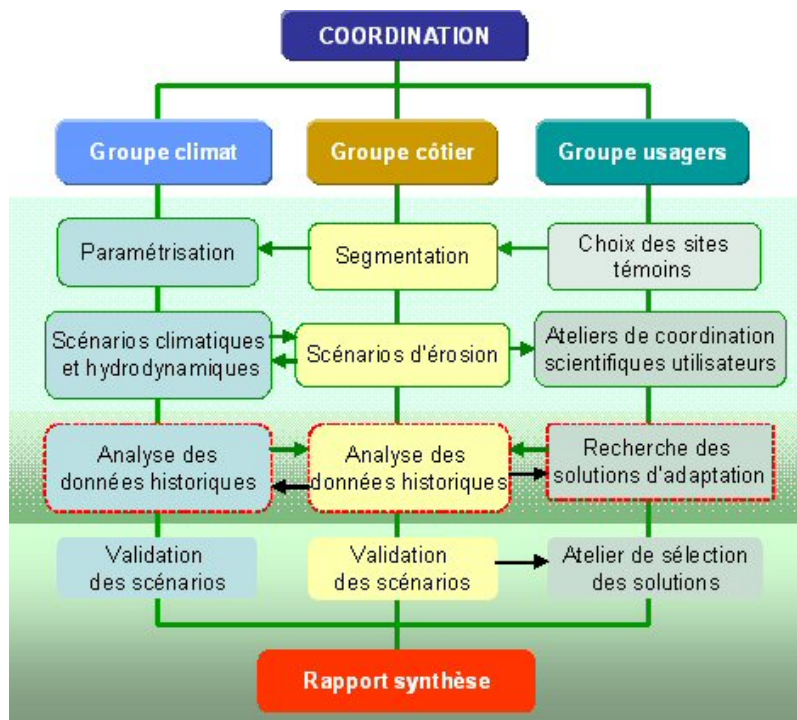 COORDINATION
Groupe climat
Groupe côtier
Groupe usagers
Paramétrisation
Segmentation
Choix des sites
témoins
Scénarios climatiques
et hydrodynamiques
Scénarios d'érosion
Ateliers de coordination
scientifiques utilisateurs
Analyse des
données historiques
Analyse des
données historiques
Recherche des
solutions d'adaptation
Validation
des scénarios
Validation
des scénarios
Atelier de sélection
des solutions
Rapport synthèse